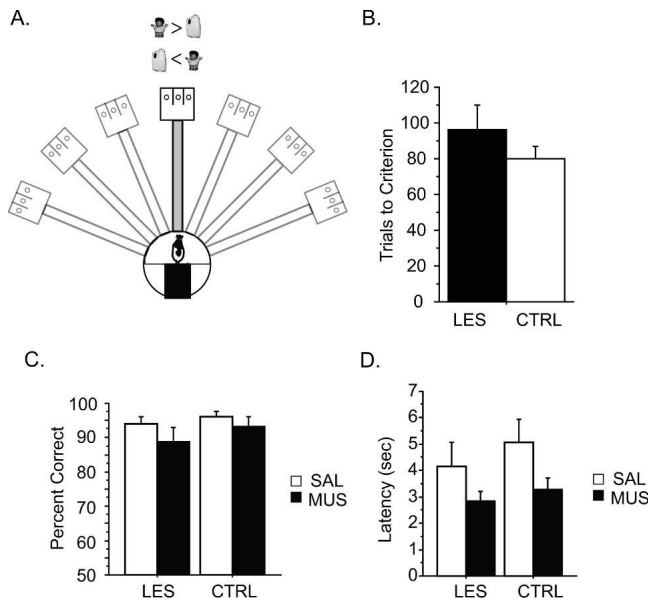 A.
> 
<
B.
Trials to Criterion
120
100
80
60
40
20
0
LES CTRL
C.
Percent Correct
100
90
80
70
60
50
LES CTRL
SAL
MUS
D.
Latency (sec)
7
6
5
4
3
2
1
0
LES CTRL
SAL
MUS